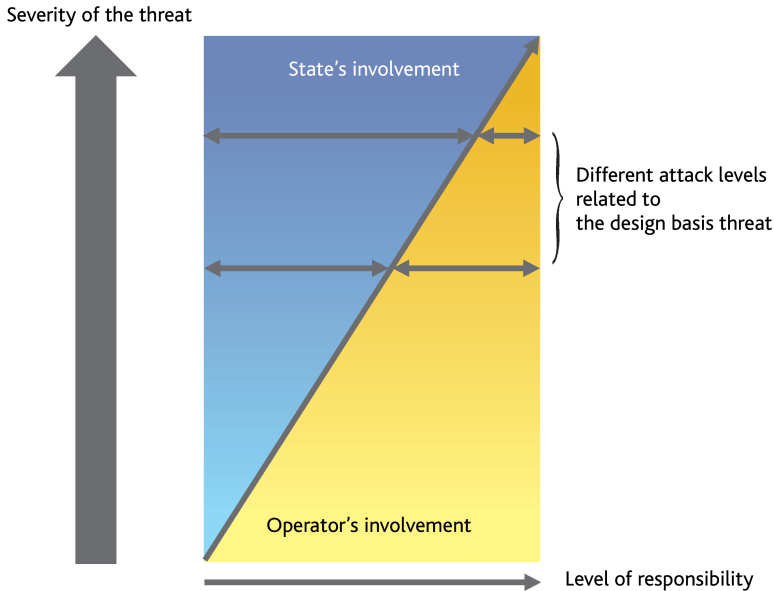 Severity of the threat
State’s involvement
Different attack levels
related to
the design basis threat
Operator’s involvement
Level of responsibility